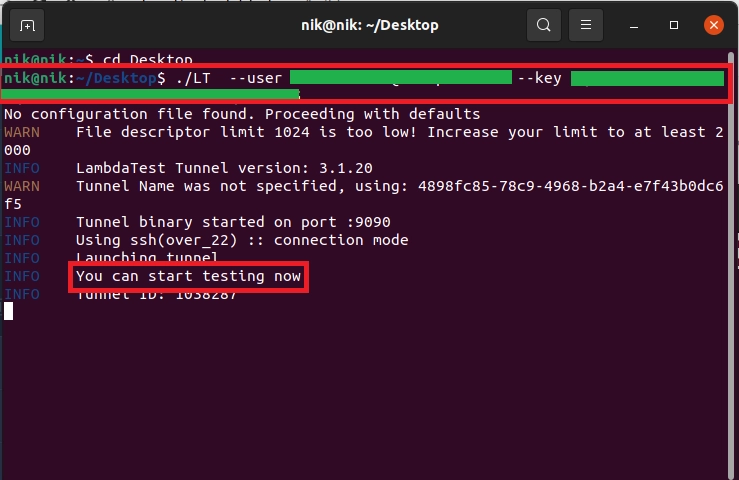 nik@nik: ~/Desktop
nik@nik:~$ cd Desktop
nik@nik:~/Desktop$ ./LT --user --key
No configuration file found. Proceeding with defaults
WARN File descriptor limit 1024 is too low! Increase your limit to at least 2
000
INFO LambdaTest Tunnel version: 3.1.20
WARN Tunnel Name was not specified, using: 4898fc85-78c9-4968-b2a4-e7f43b0dc6
f5
INFO Tunnel binary started on port :9090
INFO Using ssh(over_22) :: connection mode
INFO Launching tunnel
INFO You can start testing now
INFO Tunnel ID: 1038287